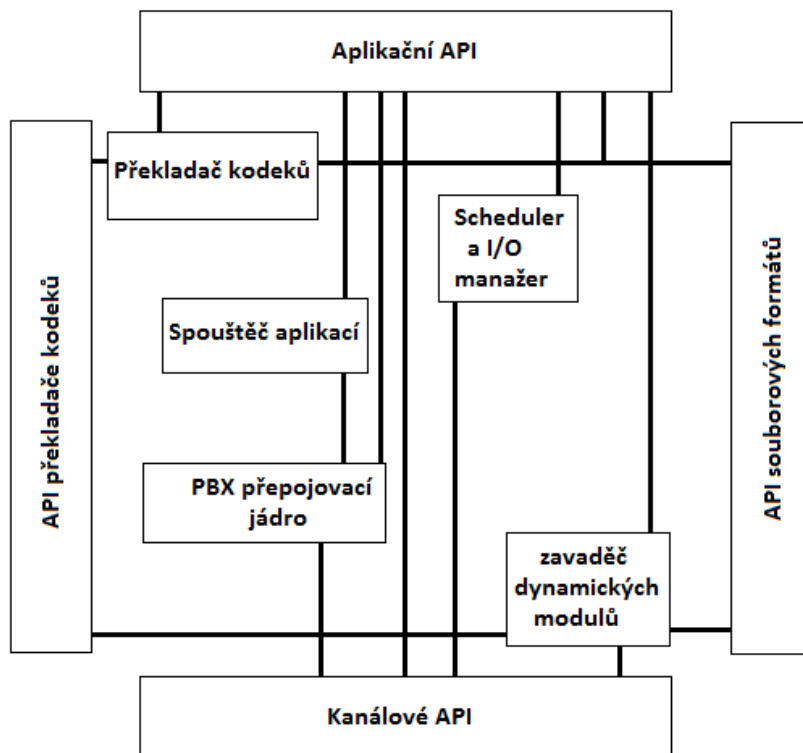 Aplikační API
API překladače kodeků
Překladač kodeků
Scheduler
a I/O
manažer
API souborových formátů
Spouštěč aplikací
PBX přepojovací
jádro
zavaděč
dynamických
modulů
Kanálové API